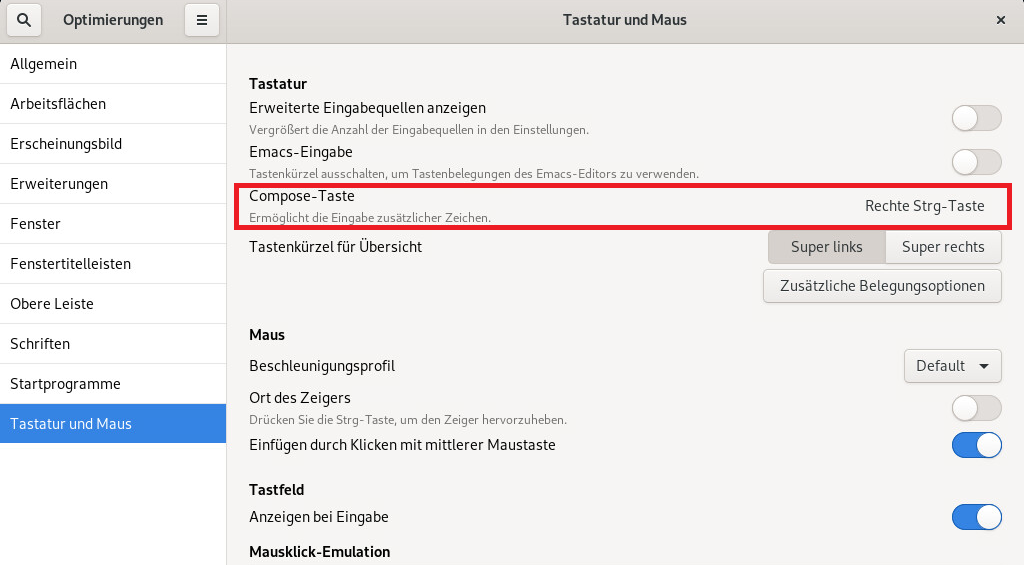 Optimierungen
Tastatur und Maus
Allgemein
Arbeitsflächen
Erscheinungsbild
Erweiterungen
Fenster
Fenstertitelleisten
Obere Leiste
Schriften
Startprogramme
Tastatur und Maus
Tastatur
Erweiterte Eingabequellen anzeigen
Vergrößert die Anzahl der Eingabequellen in den Einstellungen.
Emacs-Eingabe
Tastenkürzel ausschalten, um Tastenbelegungen des Emacs-Editors zu verwenden.
Compose-Taste
Rechte Strg-Taste
Ermöglicht die Eingabe zusätzlicher Zeichen.
Tastenkürzel für Übersicht
Super links
Super rechts
Zusätzliche Belegungsoptionen
Maus
Beschleunigungsprofil
Default
Ort des Zeigers
Drücken Sie die Strg-Taste, um den Zeiger hervorzuheben.
Einfügen durch Klicken mit mittlerer Maustaste
Tastfeld
Anzeigen bei Eingabe
Mausklick-Emulation